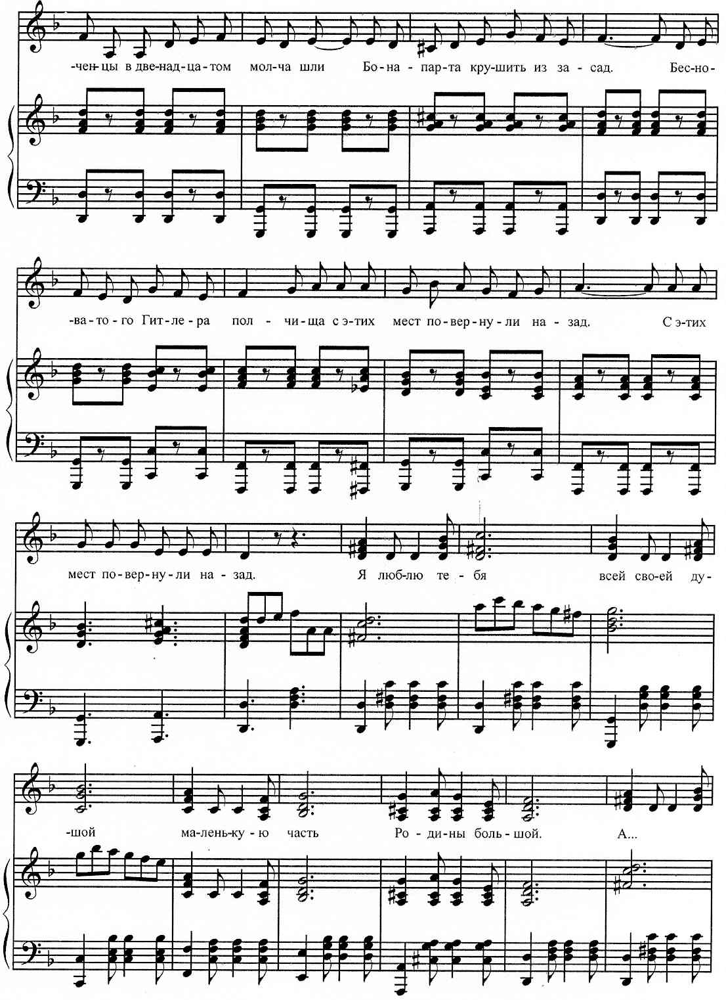 -чен-цы в две-над-ца-том мол-ча шли Бо-на-пар-та кру-шить из за-сад. Бес-но-
-ва-то-го Гит-ле-ра пол-чи-ща с э-тих мест по-вер-ну-ли на-зад. С э-тих
мест по-вер-ну-ли на-зад. Я люб-лю те-бя всей сво-ей ду-
-шой ма-лень-ку-ю часть Ро-ди-ны боль-шой. А...